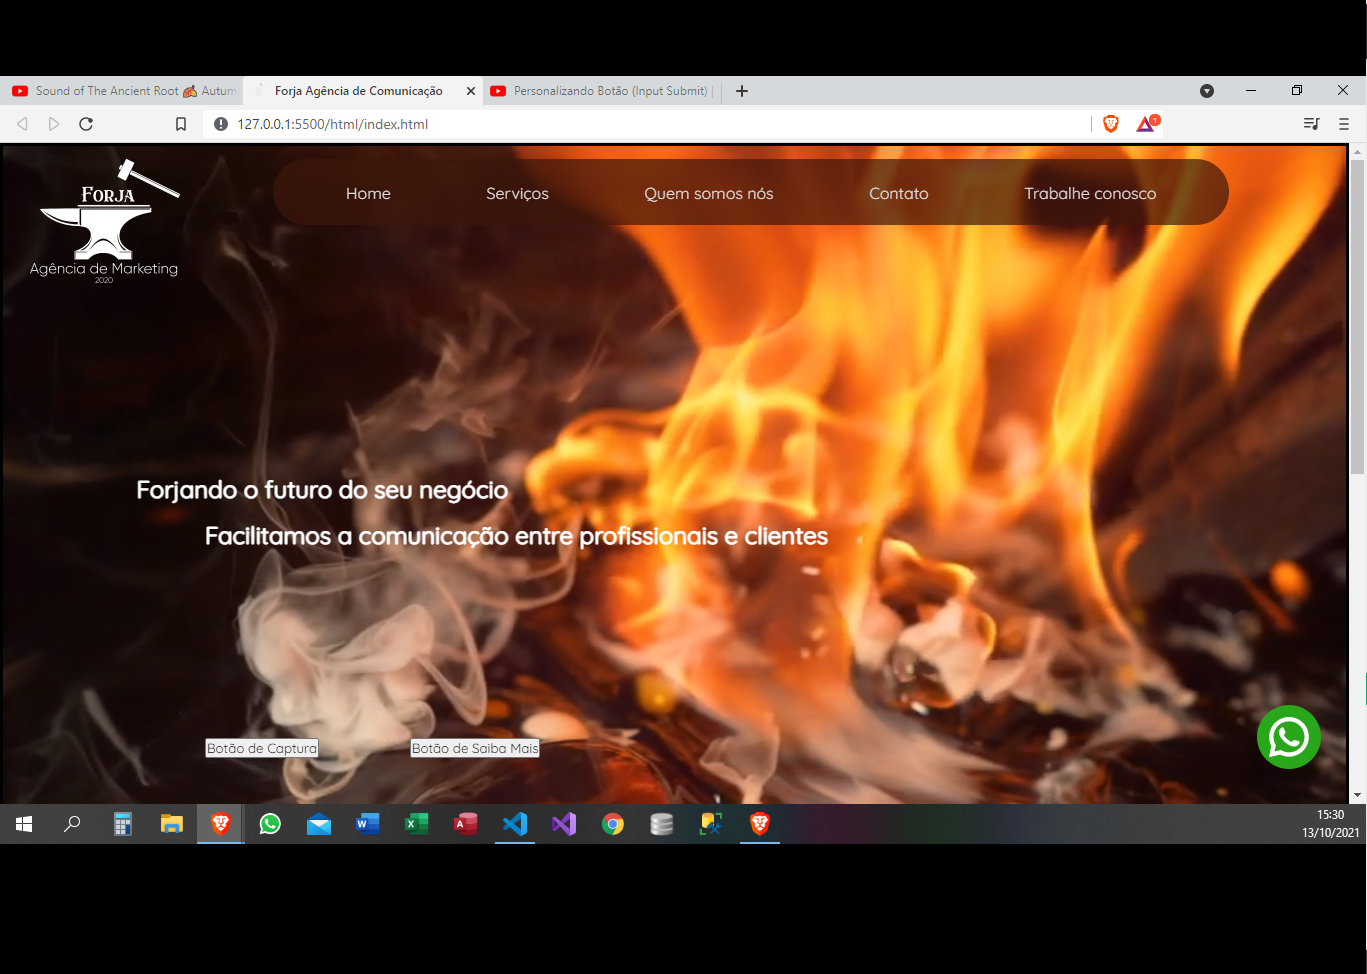 Sound of The Ancient Root 🍂 Autum
Forja Agência de Comunicação
Personalizando Botão (Input Submit) |
127.0.0.1:5500/html/index.html
1
FORJA
Agência de Marketing
2020
Home
Serviços
Quem somos nós
Contato
Trabalhe conosco
Forjando o futuro do seu negócio
Facilitamos a comunicação entre profissionais e clientes
Botão de Captura
Botão de Saiba Mais
15:30
13/10/2021